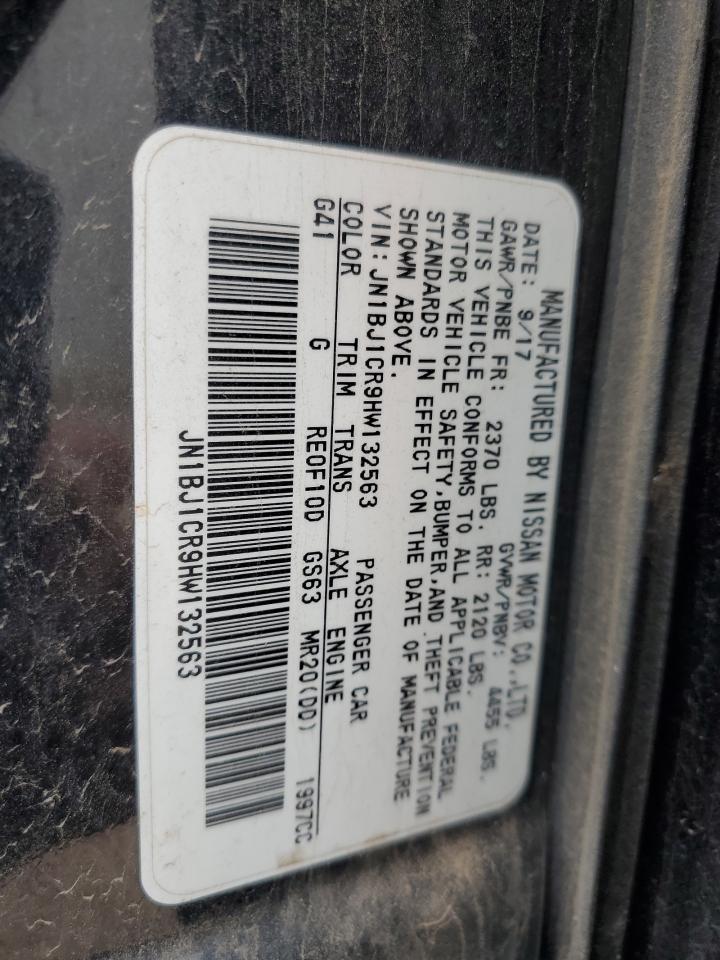 MANUFACTURED BY NISSAN MOTOR CO.,LTD.
DATE: 9/17 GVWR/PNBV: 4455 LBS.
GAWR/PNBE FR: 2370 LBS. RR: 2120 LBS.
THIS VEHICLE CONFORMS TO ALL APPLICABLE FEDERAL
MOTOR VEHICLE SAFETY,BUMPER,AND THEFT PREVENTION
STANDARDS IN EFFECT ON THE DATE OF MANUFACTURE
SHOWN ABOVE.
VIN:JN1BJ1CR9HW132563 PASSENGER CAR
COLOR TRIM TRANS AXLE ENGINE
G41 G RE0F10D GS63 MR20(DD) 1997CC
JN1BJ1CR9HW132563